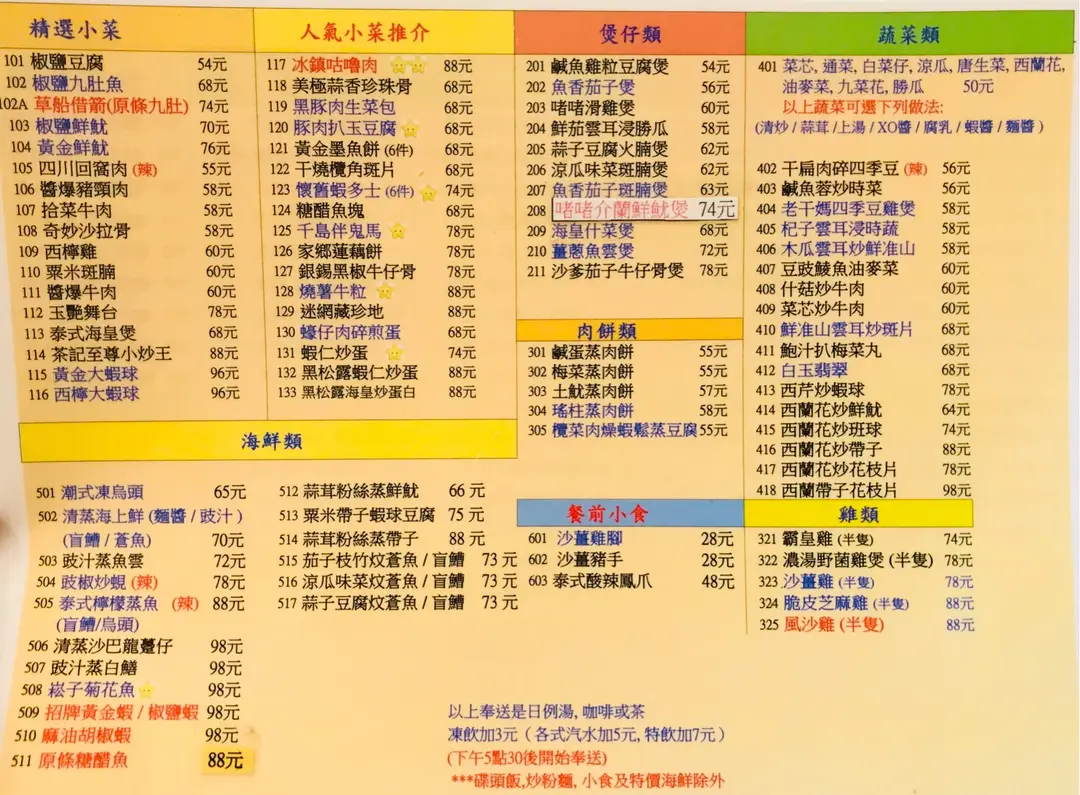 精選小菜
101 椒鹽豆腐 54元
102 椒鹽九肚魚 68元
102A 草船借箭(原條九肚) 74元
103 椒鹽鮮魷 70元
104 黃金鮮魷 76元
105 四川回窩肉 (辣) 55元
106 醬爆豬頸肉 58元
107 拾菜牛肉 58元
108 奇妙沙拉骨 58元
109 西檸雞 60元
110 粟米斑腩 60元
111 醬爆牛肉 60元
112 玉艷舞台 78元
113 泰式海皇煲 68元
114 茶記至尊小炒王 88元
115 黃金大蝦球 96元
116 西檸大蝦球 96元
人氣小菜推介
117 冰鎮咕嚕肉 88元
118 美極蒜香珍珠骨 68元
119 黑豚肉生菜包 68元
120 豚肉扒玉豆腐 68元
121 黃金墨魚餅 (6件) 68元
122 干燒欖角斑片 68元
123 懷舊蝦多士 (6件) 74元
124 糖醋魚塊 68元
125 千島伴鬼馬 78元
126 家鄉蓮藕餅 78元
127 銀錫黑椒牛仔骨 78元
128 燒薯牛粒 88元
129 迷網藏珍地 88元
130 蠔仔肉碎煎蛋 68元
131 蝦仁炒蛋 74元
132 黑松露蝦仁炒蛋 88元
133 黑松露海皇炒蛋白 88元
煲仔類
201 鹹魚雞粒豆腐煲 54元
202 魚香茄子煲 56元
203 啫啫滑雞煲 60元
204 鮮茄雲耳浸勝瓜 58元
205 蒜子豆腐火腩煲 62元
206 涼瓜味菜斑腩煲 62元
207 魚香茄子斑腩煲 63元
208 啫啫介蘭鮮魷煲 74元
209 海皇什菜煲 68元
210 薑蔥魚雲煲 72元
211 沙爹茄子牛仔骨煲 78元
肉餅類
301 鹹蛋蒸肉餅 55元
302 梅菜蒸肉餅 55元
303 土魷蒸肉餅 57元
304 瑤柱蒸肉餅 58元
305 欖菜肉燥蝦鬆蒸豆腐 55元
餐前小食
601 沙薑雞腳 28元
602 沙薑豬手 28元
603 泰式酸辣鳳爪 48元
蔬菜類
401 菜芯, 通菜, 白菜仔, 涼瓜, 唐生菜, 西蘭花,
油麥菜, 九菜花, 勝瓜 50元
以上蔬菜可選下列做法:
(清炒 / 蒜茸 / 上湯 / XO醬 / 腐乳 / 蝦醬 / 麵醬 )
402 干扁肉碎四季豆 (辣) 56元
403 鹹魚蓉炒時菜 56元
404 老干媽四季豆雞煲 58元
405 杞子雲耳浸時蔬 58元
406 木瓜雲耳炒鮮准山 58元
407 豆豉鯪魚油麥菜 60元
408 什菇炒牛肉 60元
409 菜芯炒牛肉 60元
410 鮮准山雲耳炒斑片 68元
411 鮑汁扒梅菜丸 68元
412 白玉翡翠 68元
413 西芹炒蝦球 78元
414 西蘭花炒鮮魷 64元
415 西蘭花炒班球 74元
416 西蘭花炒帶子 88元
417 西蘭花炒花枝片 78元
418 西蘭帶子花枝片 98元
雞類
321 霸皇雞 (半隻) 74元
322 濃湯野菌雞煲 (半隻) 78元
323 沙薑雞 (半隻) 78元
324 脆皮芝麻雞 (半隻) 88元
325 風沙雞 (半隻) 88元
海鮮類
501 潮式凍烏頭 65元
502 清蒸海上鮮 (麵醬 / 豉汁 )
(盲鰽 / 蒼魚) 70元
503 豉汁蒸魚雲 72元
504 豉椒炒蜆 (辣) 78元
505 泰式檸檬蒸魚 (辣) 88元
(盲鰽/烏頭)
506 清蒸沙巴龍躉仔 98元
507 豉汁蒸白鱔 98元
508 崧子菊花魚 98元
509 招牌黃金蝦 / 椒鹽蝦 98元
510 麻油胡椒蝦 98元
511 原條糖醋魚 88元
512 蒜茸粉絲蒸鮮魷 66 元
513 粟米帶子蝦球豆腐 75 元
514 蒜茸粉絲蒸帶子 88 元
515 茄子枝竹炆蒼魚 / 盲鰽 73 元
516 涼瓜味菜炆蒼魚 / 盲鰽 73 元
517 蒜子豆腐炆蒼魚 / 盲鰽 73 元
以上奉送是日例湯, 咖啡或茶
凍飲加3元（各式汽水加5元, 特飲加7元）
(下午5點30後開始奉送)
***碟頭飯,炒粉麵, 小食及特價海鮮除外